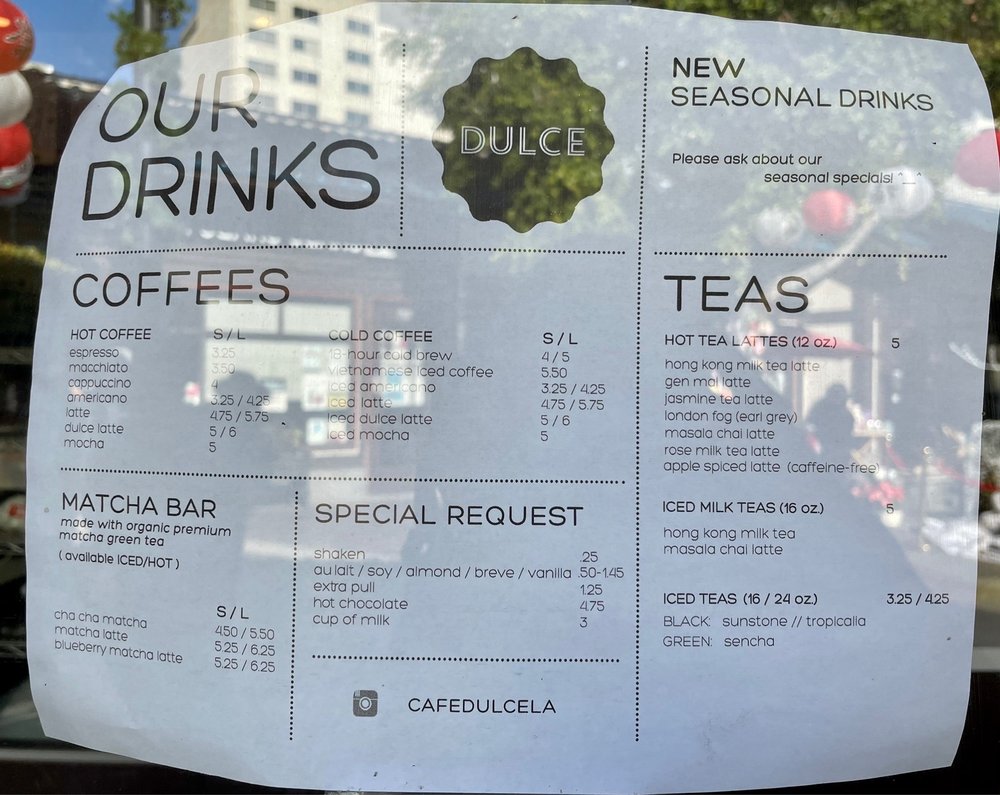 OUR
DRINKS
DULCE
NEW
SEASONAL DRINKS
Please ask about our
seasonal specials! ^__^
COFFEES
HOT COFFEE S / L
espresso 3.25
macchiato 3.50
cappuccino 4
americano 3.25 / 4.25
latte 4.75 / 5.75
dulce latte 5 / 6
mocha 5
COLD COFFEE S / L
18-hour cold brew 4 / 5
vietnamese iced coffee 5.50
iced americano 3.25 / 4.25
iced latte 4.75 / 5.75
iced dulce latte 5 / 6
iced mocha 5
TEAS
HOT TEA LATTES (12 oz.) 5
hong kong milk tea latte
gen mai latte
jasmine tea latte
london fog (earl grey)
masala chai latte
rose milk tea latte
apple spiced latte (caffeine-free)
ICED MILK TEAS (16 oz.) 5
hong kong milk tea
masala chai latte
ICED TEAS (16 / 24 oz.) 3.25 / 4.25
BLACK: sunstone // tropicalia
GREEN: sencha
MATCHA BAR
made with organic premium
matcha green tea
( available ICED/HOT )
S / L
cha cha matcha 4.50 / 5.50
matcha latte 5.25 / 6.25
blueberry matcha latte 5.25 / 6.25
SPECIAL REQUEST
shaken .25
au lait / soy / almond / breve / vanilla .50-1.45
extra pull 1.25
hot chocolate 4.75
cup of milk 3
CAFEDULCELA